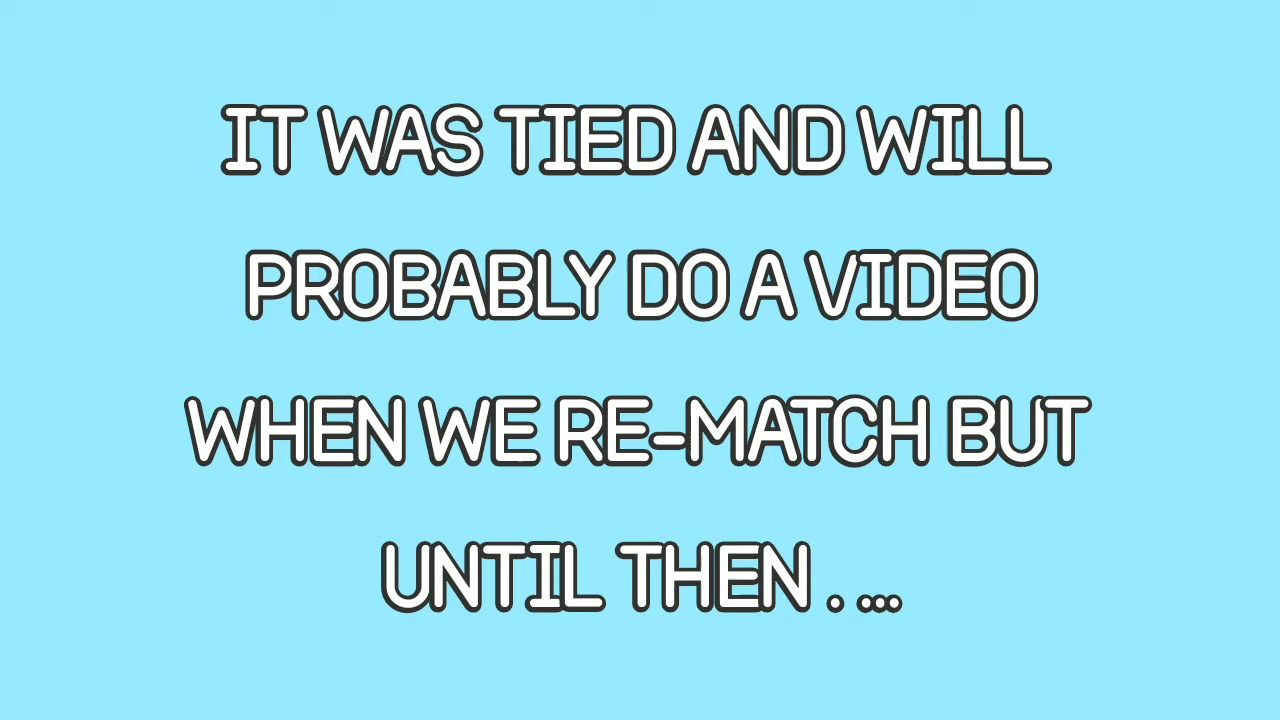 IT WAS TIED AND WILL
PROBABLY DO A VIDEO
WHEN WE RE-MATCH BUT
UNTIL THEN . ...